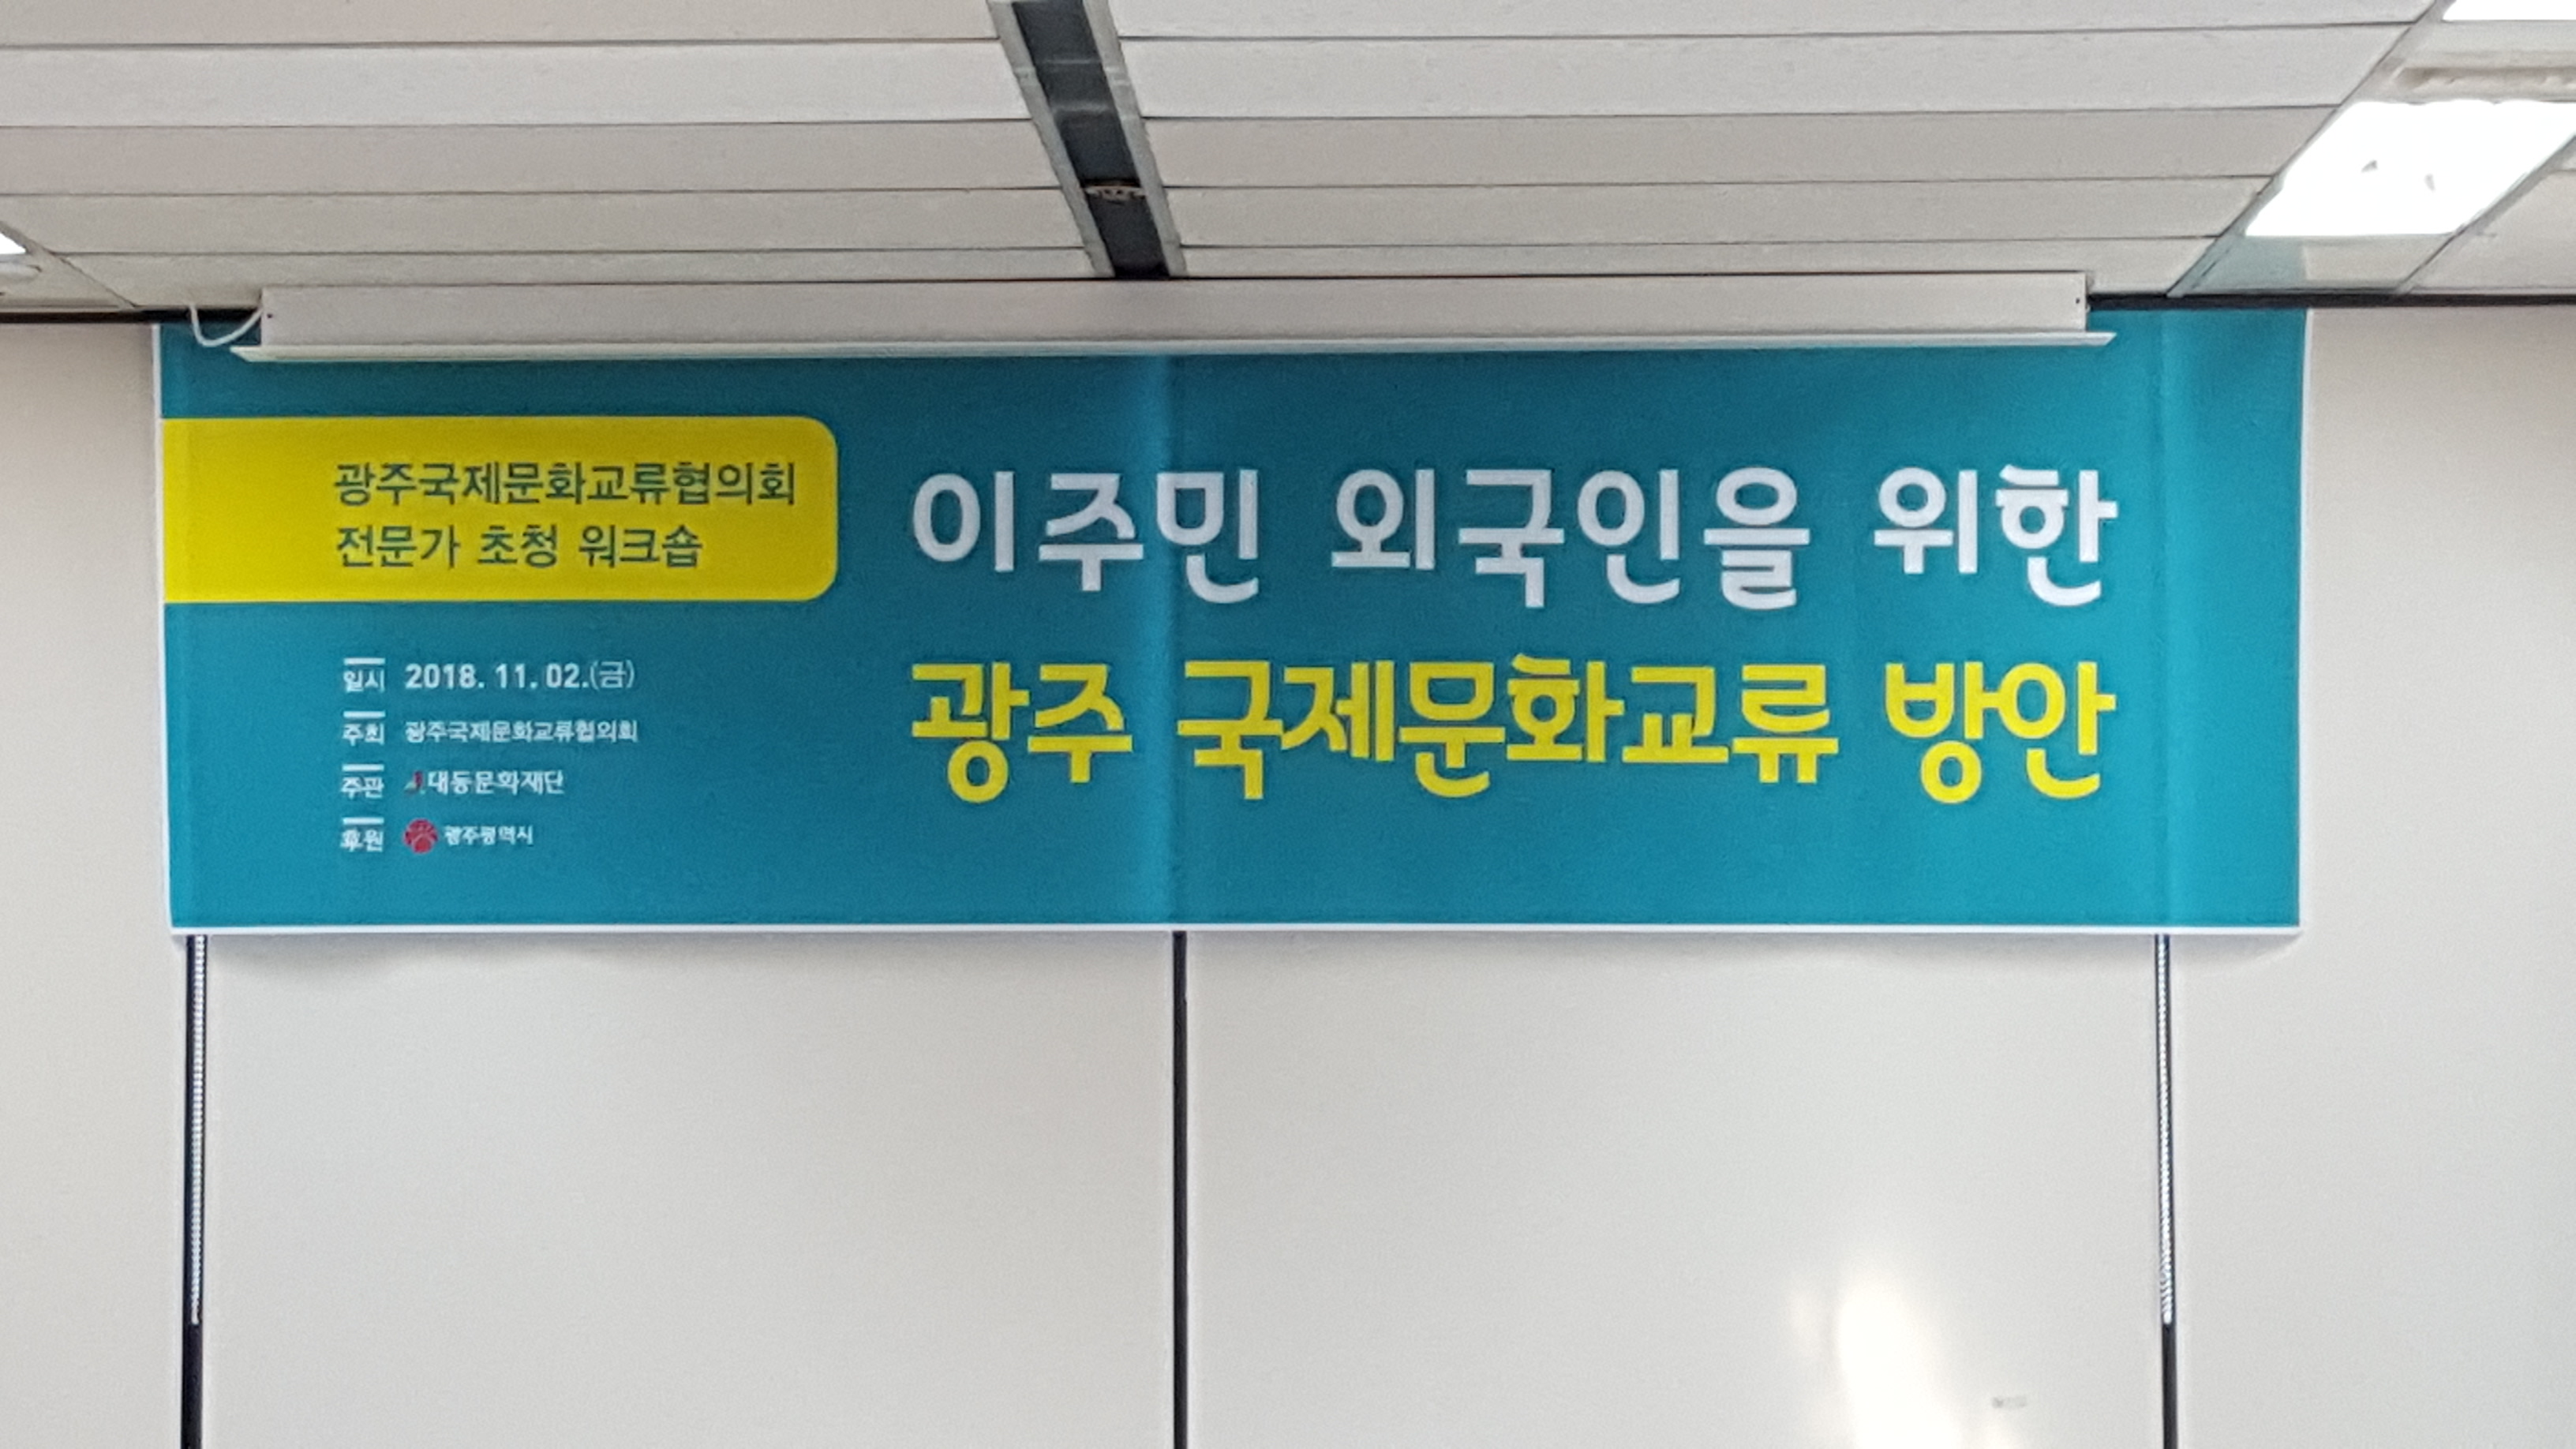 광주국제문화교류협의회
전문가 초청 워크숍
이주민 외국인을 위한
광주 국제문화교류 방안
일시 2018. 11. 02.(금)
주최 광주국제문화교류협의회
주관 대동문화재단
후원 광주광역시